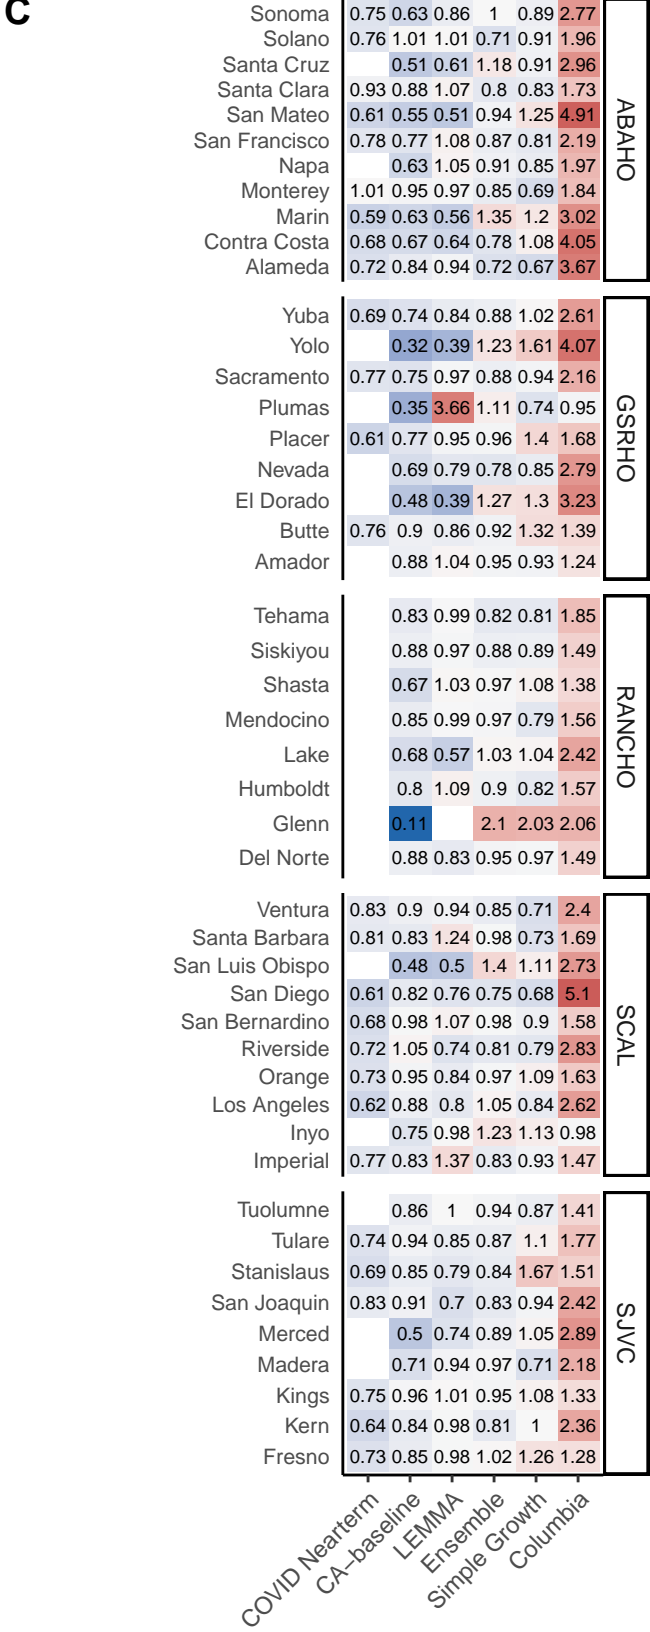 C
Sonoma 0.75 0.63 0.86 1 0.89 2.77
Solano 0.76 1.01 1.01 0.71 0.91 1.96
Santa Cruz 0.51 0.61 1.18 0.91 2.96
Santa Clara 0.93 0.88 1.07 0.8 0.83 1.73
San Mateo 0.61 0.55 0.51 0.94 1.25 4.91
San Francisco 0.78 0.77 1.08 0.87 0.81 2.19
Napa 0.63 1.05 0.91 0.85 1.97
Monterey 1.01 0.95 0.97 0.85 0.69 1.84
Marin 0.59 0.63 0.56 1.35 1.2 3.02
Contra Costa 0.68 0.67 0.64 0.78 1.08 4.05
Alameda 0.72 0.84 0.94 0.72 0.67 3.67
ABAHO
Yuba 0.69 0.74 0.84 0.88 1.02 2.61
Yolo 0.32 0.39 1.23 1.61 4.07
Sacramento 0.77 0.75 0.97 0.88 0.94 2.16
Plumas 0.35 3.66 1.11 0.74 0.95
Placer 0.61 0.77 0.95 0.96 1.4 1.68
Nevada 0.69 0.79 0.78 0.85 2.79
El Dorado 0.48 0.39 1.27 1.3 3.23
Butte 0.76 0.9 0.86 0.92 1.32 1.39
Amador 0.88 1.04 0.95 0.93 1.24
GSRHO
Tehama 0.83 0.99 0.82 0.81 1.85
Siskiyou 0.88 0.97 0.88 0.89 1.49
Shasta 0.67 1.03 0.97 1.08 1.38
Mendocino 0.85 0.99 0.97 0.79 1.56
Lake 0.68 0.57 1.03 1.04 2.42
Humboldt 0.8 1.09 0.9 0.82 1.57
Glenn 0.11 2.1 2.03 2.06
Del Norte 0.88 0.83 0.95 0.97 1.49
RANCHO
Ventura 0.83 0.9 0.94 0.85 0.71 2.4
Santa Barbara 0.81 0.83 1.24 0.98 0.73 1.69
San Luis Obispo 0.48 0.5 1.4 1.11 2.73
San Diego 0.61 0.82 0.76 0.75 0.68 5.1
San Bernardino 0.68 0.98 1.07 0.98 0.9 1.58
Riverside 0.72 1.05 0.74 0.81 0.79 2.83
Orange 0.73 0.95 0.84 0.97 1.09 1.63
Los Angeles 0.62 0.88 0.8 1.05 0.84 2.62
Inyo 0.75 0.98 1.23 1.13 0.98
Imperial 0.77 0.83 1.37 0.83 0.93 1.47
SCAL
Tuolumne 0.86 1 0.94 0.87 1.41
Tulare 0.74 0.94 0.85 0.87 1.1 1.77
Stanislaus 0.69 0.85 0.79 0.84 1.67 1.51
San Joaquin 0.83 0.91 0.7 0.83 0.94 2.42
Merced 0.5 0.74 0.89 1.05 2.89
Madera 0.71 0.94 0.97 0.71 2.18
Kings 0.75 0.96 1.01 0.95 1.08 1.33
Kern 0.64 0.84 0.98 0.81 1 2.36
Fresno 0.73 0.85 0.98 1.02 1.26 1.28
SJVC
COVID Nearterm
CA−baseline
LEMMA
Ensemble
Simple Growth
Columbia